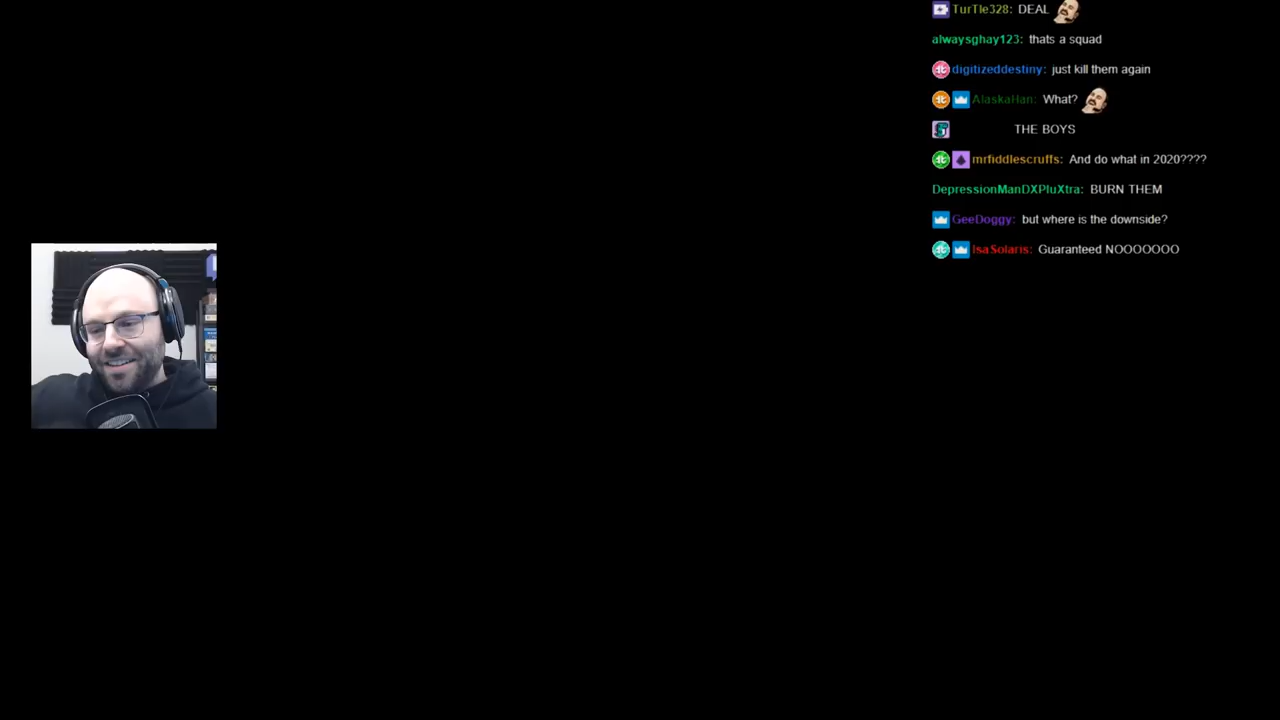 TurTle328: DEAL
alwaysghay123: thats a squad
digitizeddestiny: just kill them again
AlaskaHan: What?
THE BOYS
mrfiddlescruffs: And do what in 2020????
DepressionManDXPluXtra: BURN THEM
GeeDoggy: but where is the downside?
IsaSolaris: Guaranteed NOOOOOOO